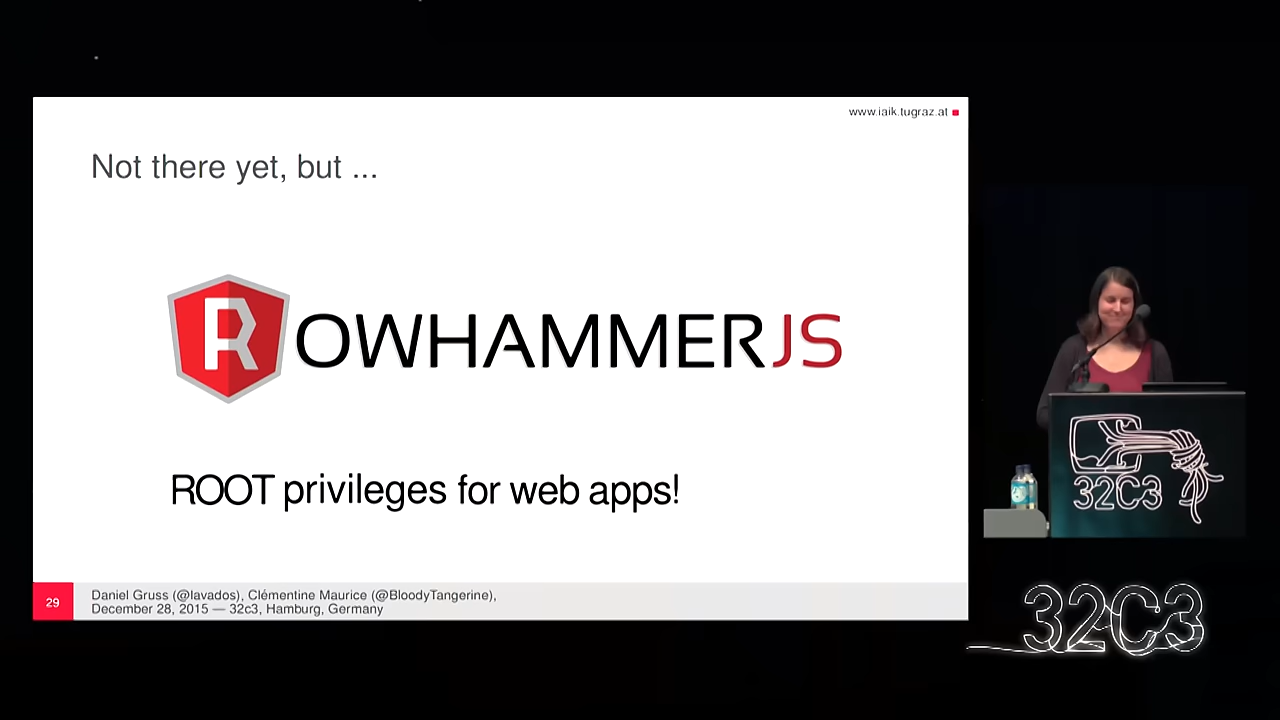 www.iaik.tugraz.at
Not there yet, but ...
ROWHAMMERJS
ROOT privileges for web apps!
29
Daniel Gruss (@lavados), Clémentine Maurice (@BloodyTangerine),
December 28, 2015 — 32c3, Hamburg, Germany
32C3
32C3